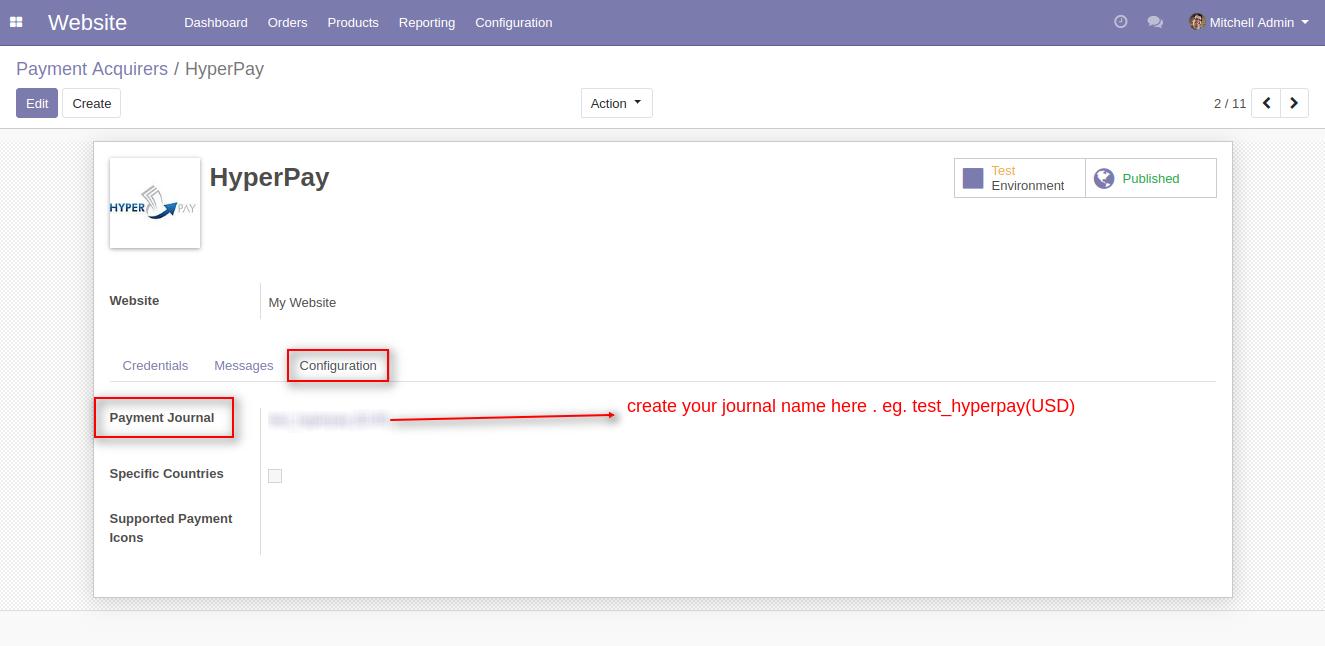 Website Dashboard Orders Products Reporting Configuration Mitchell Admin
Payment Acquirers / HyperPay
Edit Create Action 2 / 11
HYPER PAY
HyperPay
Test
Environment
Published
Website My Website
Credentials Messages Configuration
Payment Journal
create your journal name here . eg. test_hyperpay(USD)
Specific Countries
Supported Payment
Icons